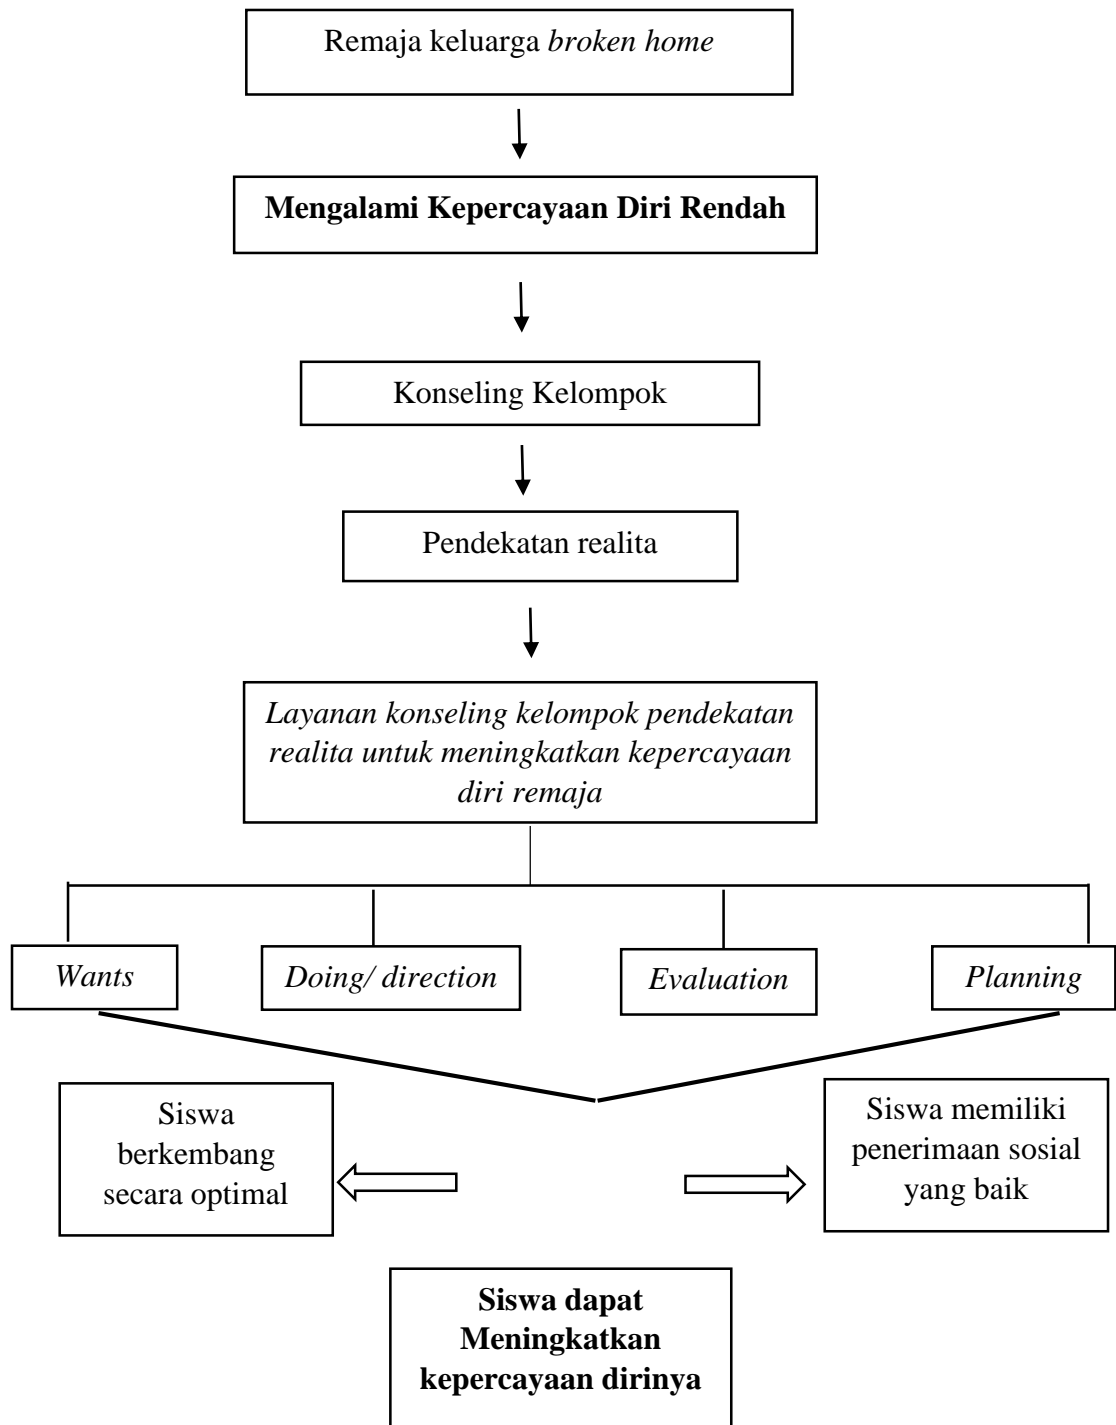 Remaja keluarga broken home
Mengalami Kepercayaan Diri Rendah
Konseling Kelompok
Pendekatan realita
Layanan konseling kelompok pendekatan
realita untuk meningkatkan kepercayaan
diri remaja
Wants
Doing/ direction
Evaluation
Planning
Siswa
berkembang
secara optimal
Siswa memiliki
penerimaan sosial
yang baik
Siswa dapat
Meningkatkan
kepercayaan dirinya